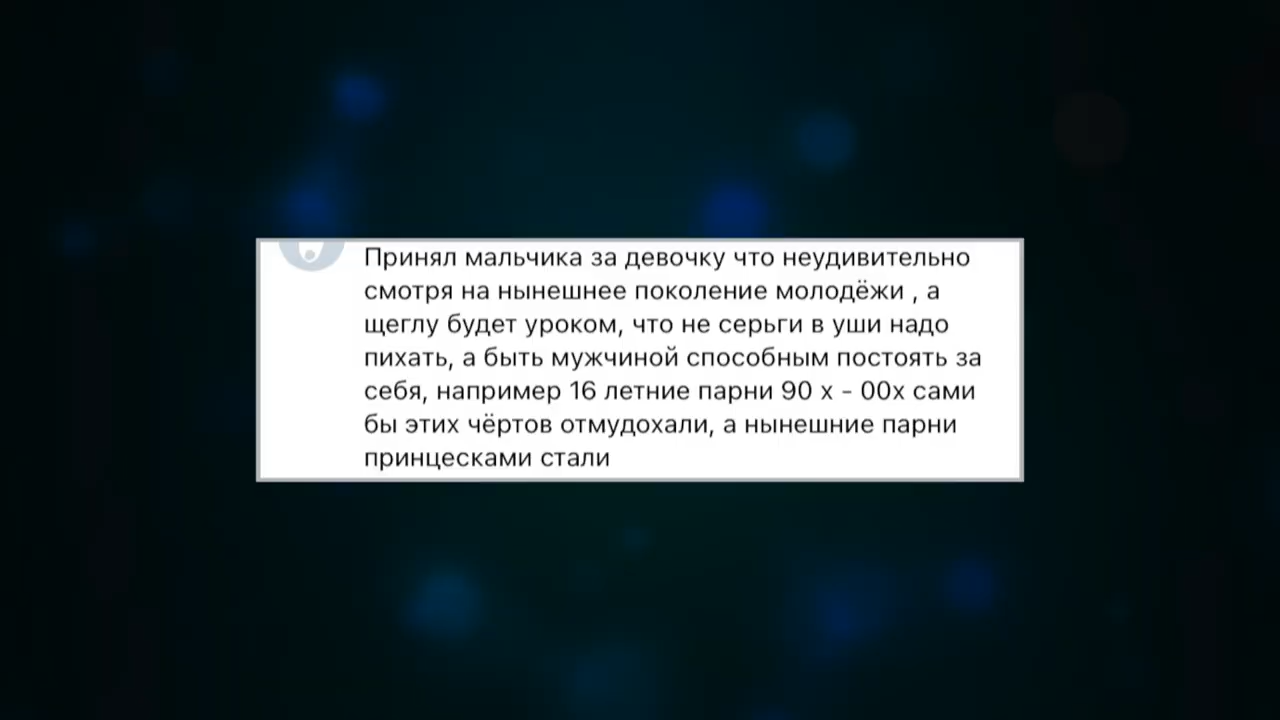 Принял мальчика за девочку что неудивительно
смотря на нынешнее поколение молодёжи , а
щеглу будет уроком, что не серьги в уши надо
пихать, а быть мужчиной способным постоять за
себя, например 16 летние парни 90 х - 00х сами
бы этих чёртов отмудохали, а нынешние парни
принцесками стали